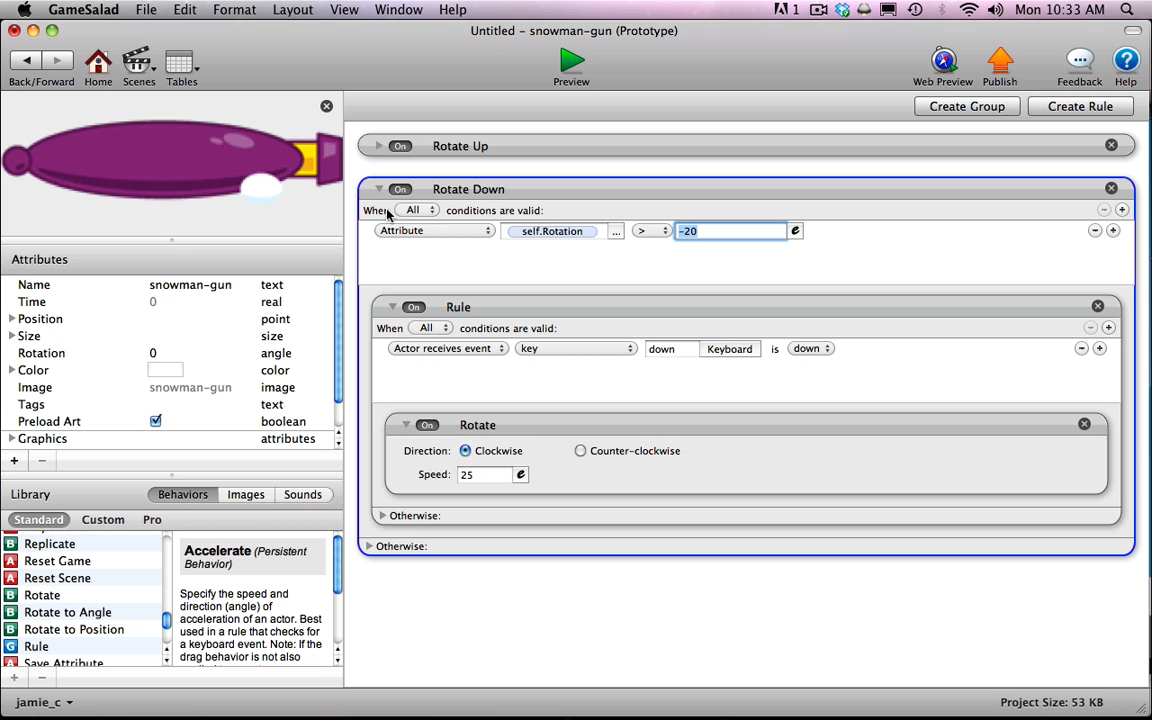 GameSalad File Edit Format Layout View Window Help 1 Mon 10:33 AM
Untitled – snowman-gun (Prototype)
Back/Forward Home Scenes Tables Preview Web Preview Publish Feedback Help
Create Group Create Rule
On Rotate Up
On Rotate Down
When All conditions are valid:
Attribute self.Rotation ... > -20 e
On Rule
When All conditions are valid:
Actor receives event key down Keyboard is down
On Rotate
Direction: Clockwise Counter-clockwise
Speed: 25 e
Otherwise:
Otherwise:
Attributes
Name snowman-gun text
Time 0 real
Position point
Size size
Rotation 0 angle
Color color
Image snowman-gun image
Tags text
Preload Art boolean
Graphics attributes
Library Behaviors Images Sounds
Standard Custom Pro
B Replicate
A Reset Game
A Reset Scene
B Rotate
B Rotate to Angle
B Rotate to Position
G Rule
A Save Attribute
Accelerate (Persistent
Behavior)
Specify the speed and
direction (angle) of
acceleration of an actor. Best
used in a rule that checks for
a keyboard event. Note: If the
drag behavior is not also
jamie_c Project Size: 53 KB